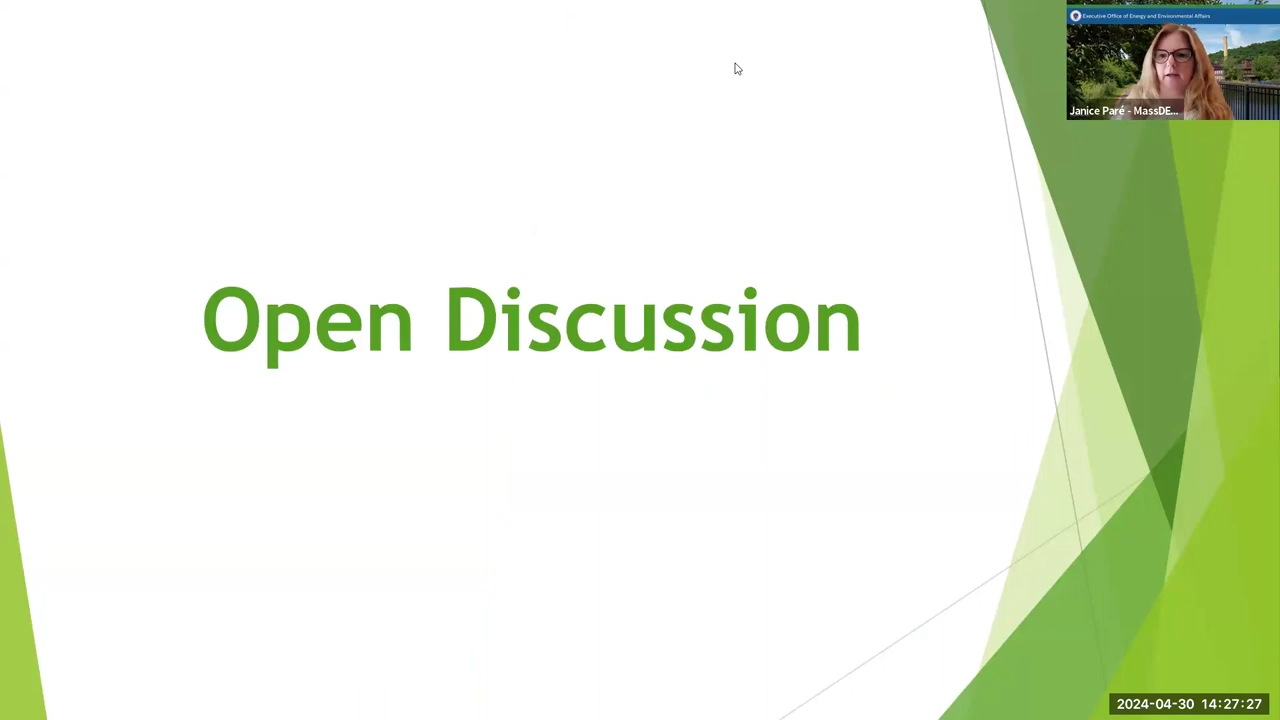 Executive Office of Energy and Environmental Affairs
Janice Paré - MassDE...
Open Discussion
2024-04-30 14:27:27